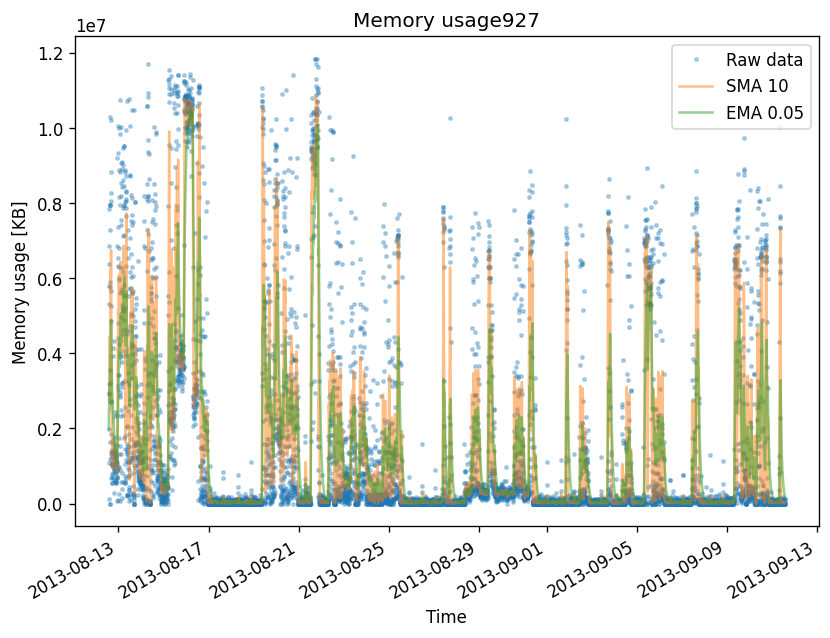 Memory usage927
1e7
Raw data
SMA 10
EMA 0.05
1.2
1.0
0.8
0.6
0.4
0.2
0.0
Memory usage [KB]
2013-08-13
2013-08-17
2013-08-21
2013-08-25
2013-08-29
2013-09-01
2013-09-05
2013-09-09
2013-09-13
Time